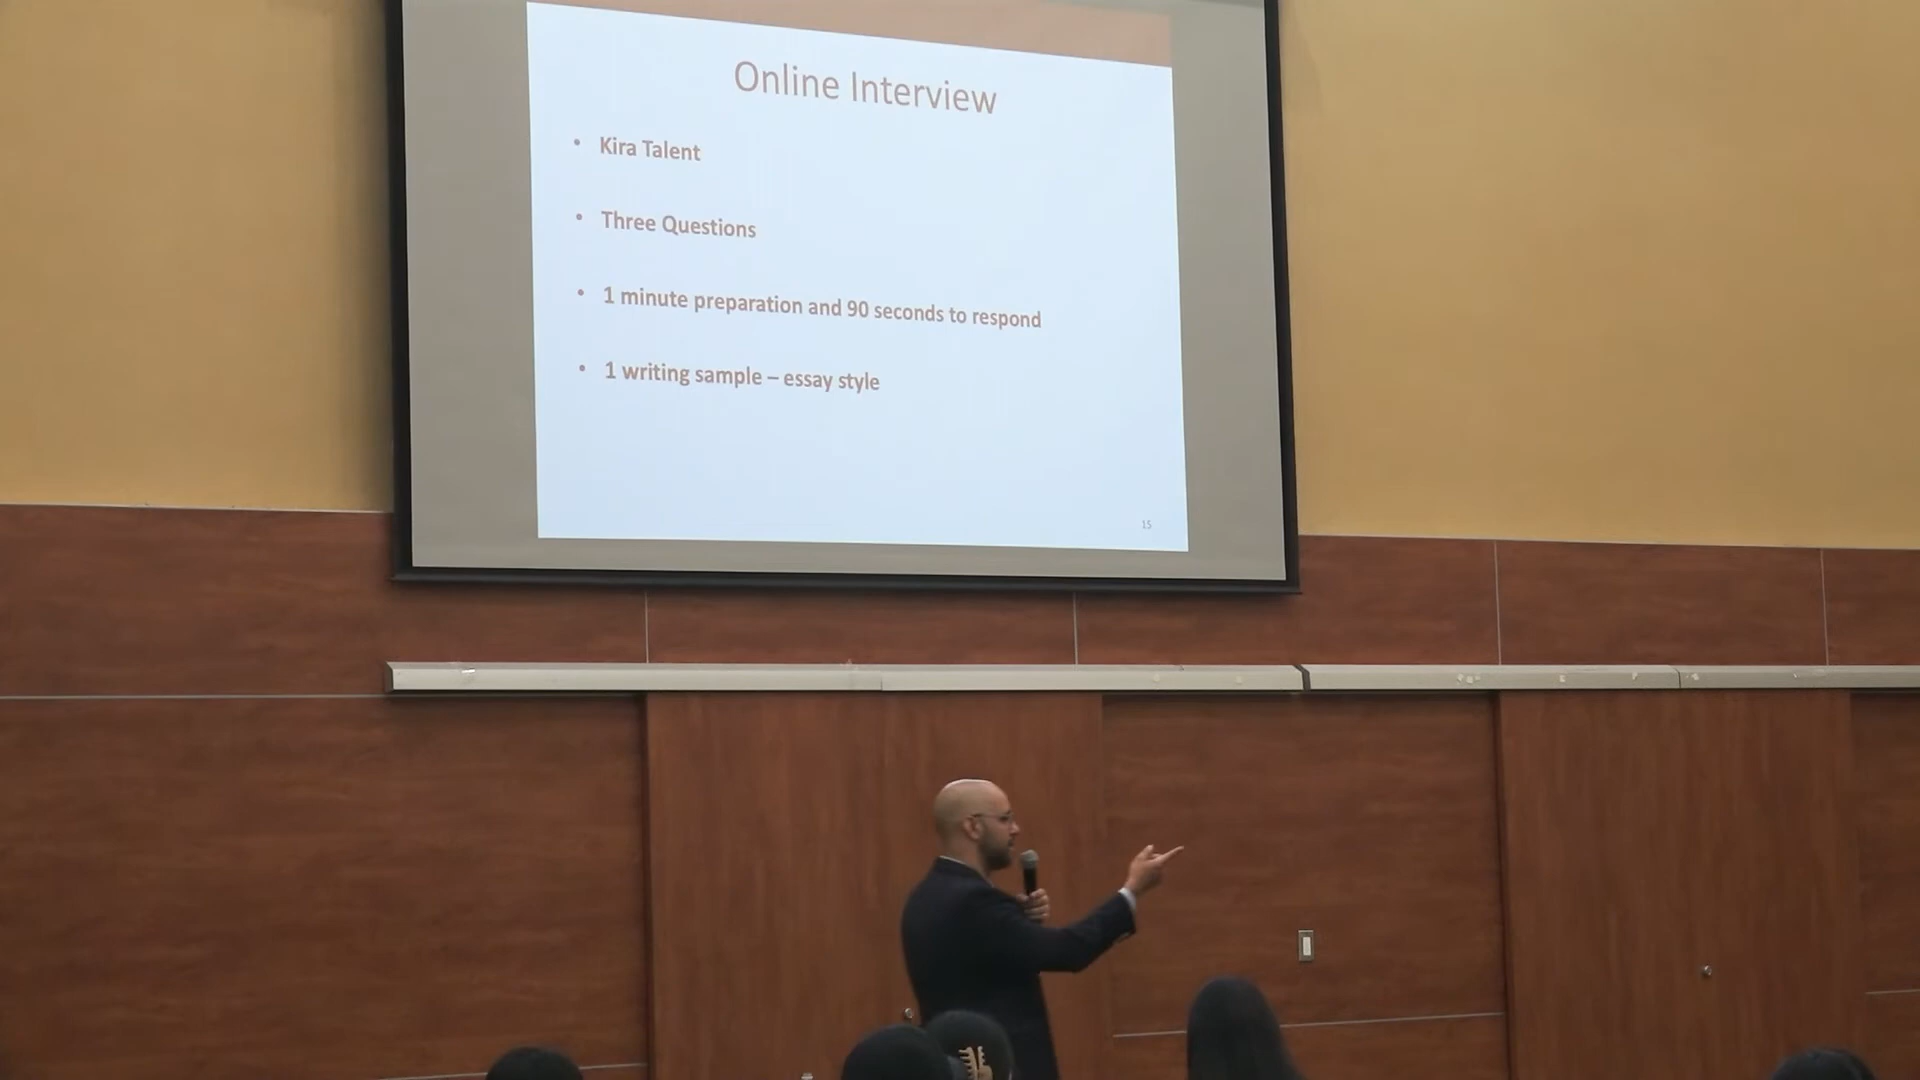 Online Interview
• Kira Talent
• Three Questions
• 1 minute preparation and 90 seconds to respond
• 1 writing sample – essay style
15